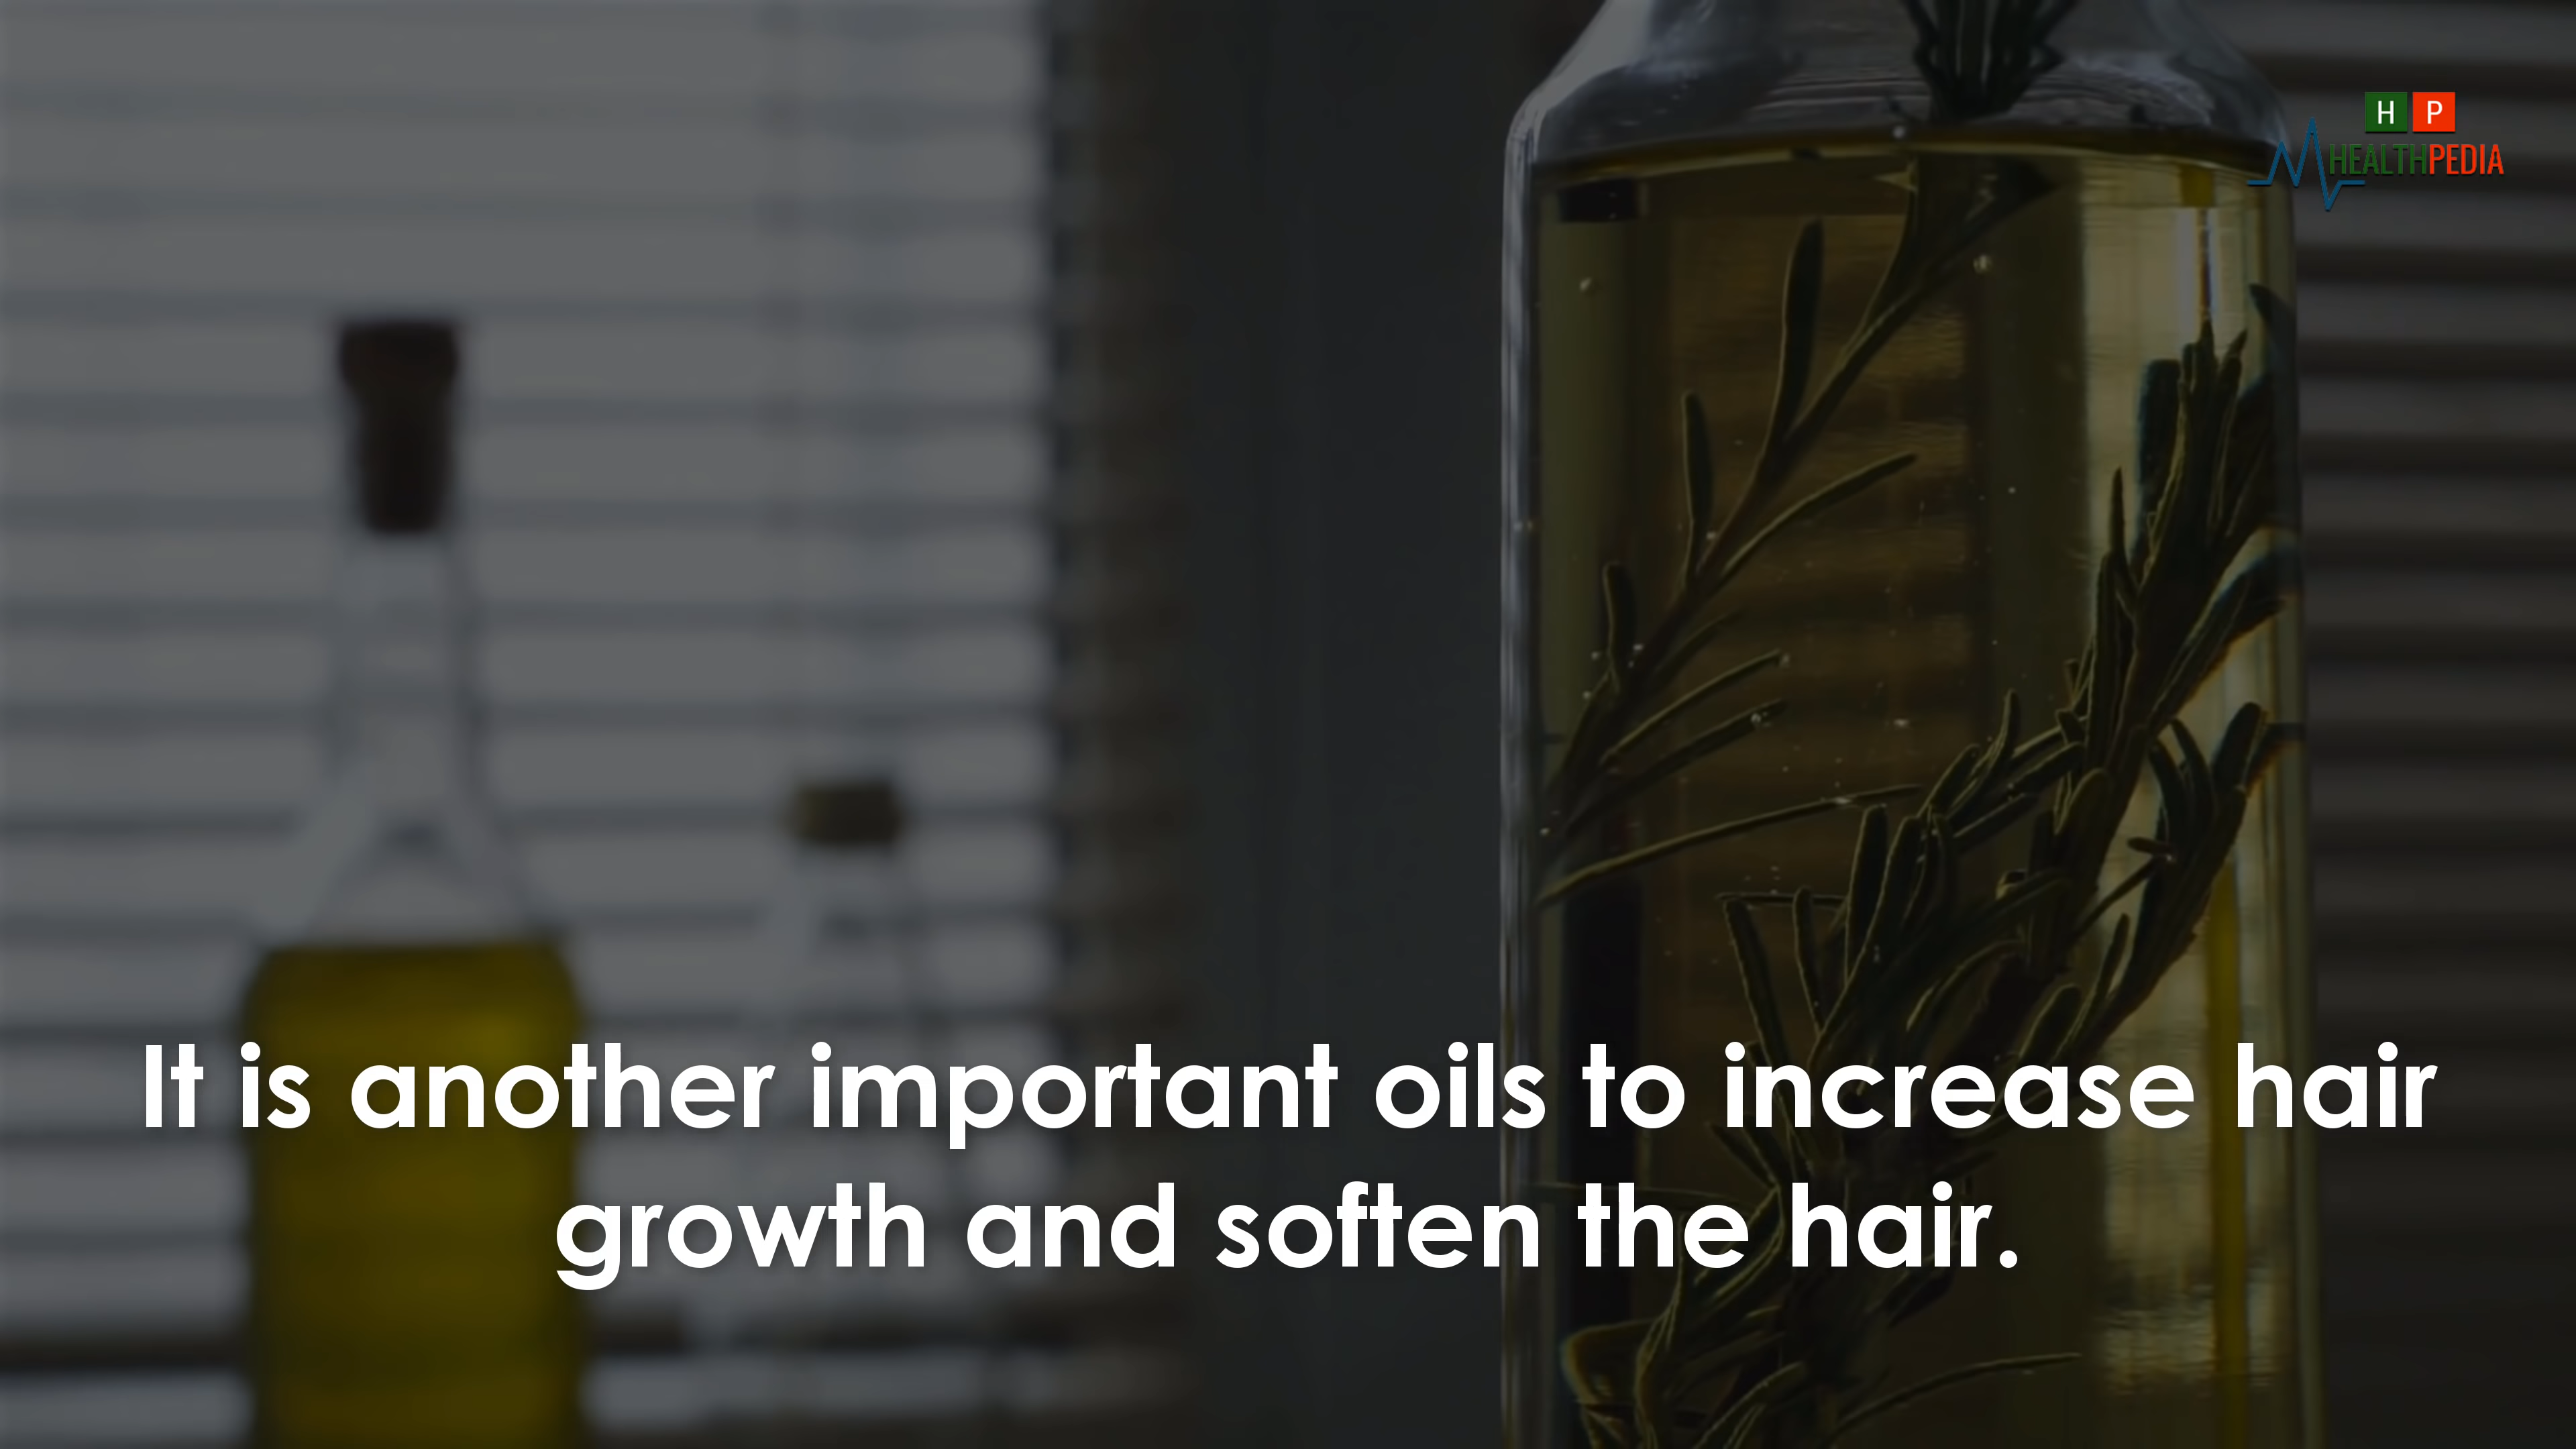 H P
HEALTHPEDIA
It is another important oils to increase hair
growth and soften the hair.